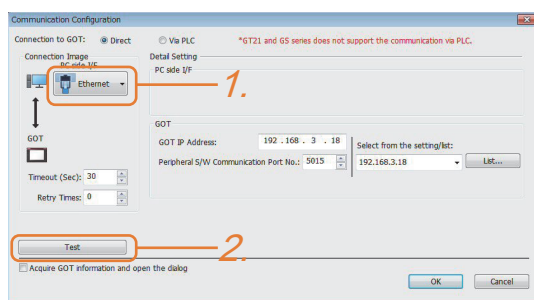 Communication Configuration
Connection to GOT: Direct Via PLC *GT21 and GS series does not support the communication via PLC.
Connection Image
PC side I/F
Ethernet
1.
GOT
Timeout (Sec): 30
Retry Times: 0
Detail Setting
PC side I/F
GOT
GOT IP Address: 192 . 168 . 3 . 18
Peripheral S/W Communication Port No.: 5015
Select from the setting/list:
192.168.3.18 List...
Test
2.
Acquire GOT information and open the dialog
OK Cancel